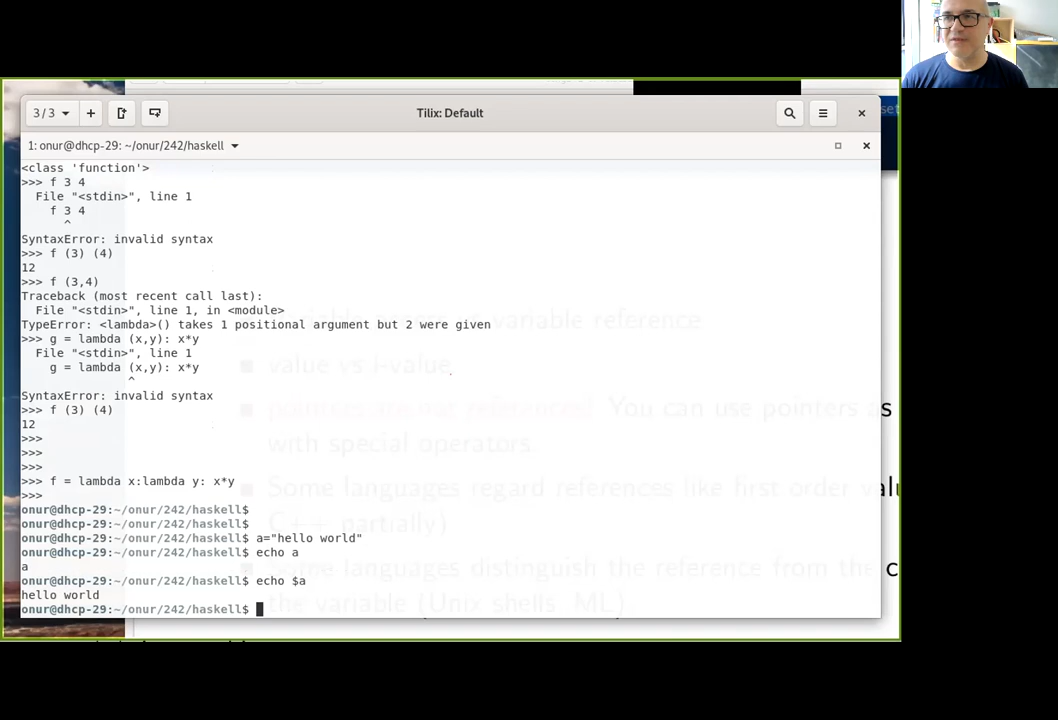 3/3
Tilix: Default
1: onur@dhcp-29: ~/onur/242/haskell
<class 'function'>
>>> f 3 4
  File "<stdin>", line 1
    f 3 4
      ^
SyntaxError: invalid syntax
>>> f (3) (4)
12
>>> f (3,4)
Traceback (most recent call last):
  File "<stdin>", line 1, in <module>
TypeError: <lambda>() takes 1 positional argument but 2 were given
>>> g = lambda (x,y): x*y
  File "<stdin>", line 1
    g = lambda (x,y): x*y
               ^
SyntaxError: invalid syntax
>>> f (3) (4)
12
>>>
>>>
>>>
>>> f = lambda x:lambda y: x*y
>>>
onur@dhcp-29:~/onur/242/haskell$
onur@dhcp-29:~/onur/242/haskell$
onur@dhcp-29:~/onur/242/haskell$ a="hello world"
onur@dhcp-29:~/onur/242/haskell$ echo a
a
onur@dhcp-29:~/onur/242/haskell$ echo $a
hello world
onur@dhcp-29:~/onur/242/haskell$
variable reference
value vs l-value
pointers are not references! You can use pointers as
with special operators.
Some languages regard references like first order
C++ partially)
Some languages distinguish the reference from the
the variable (Unix shells, ML)